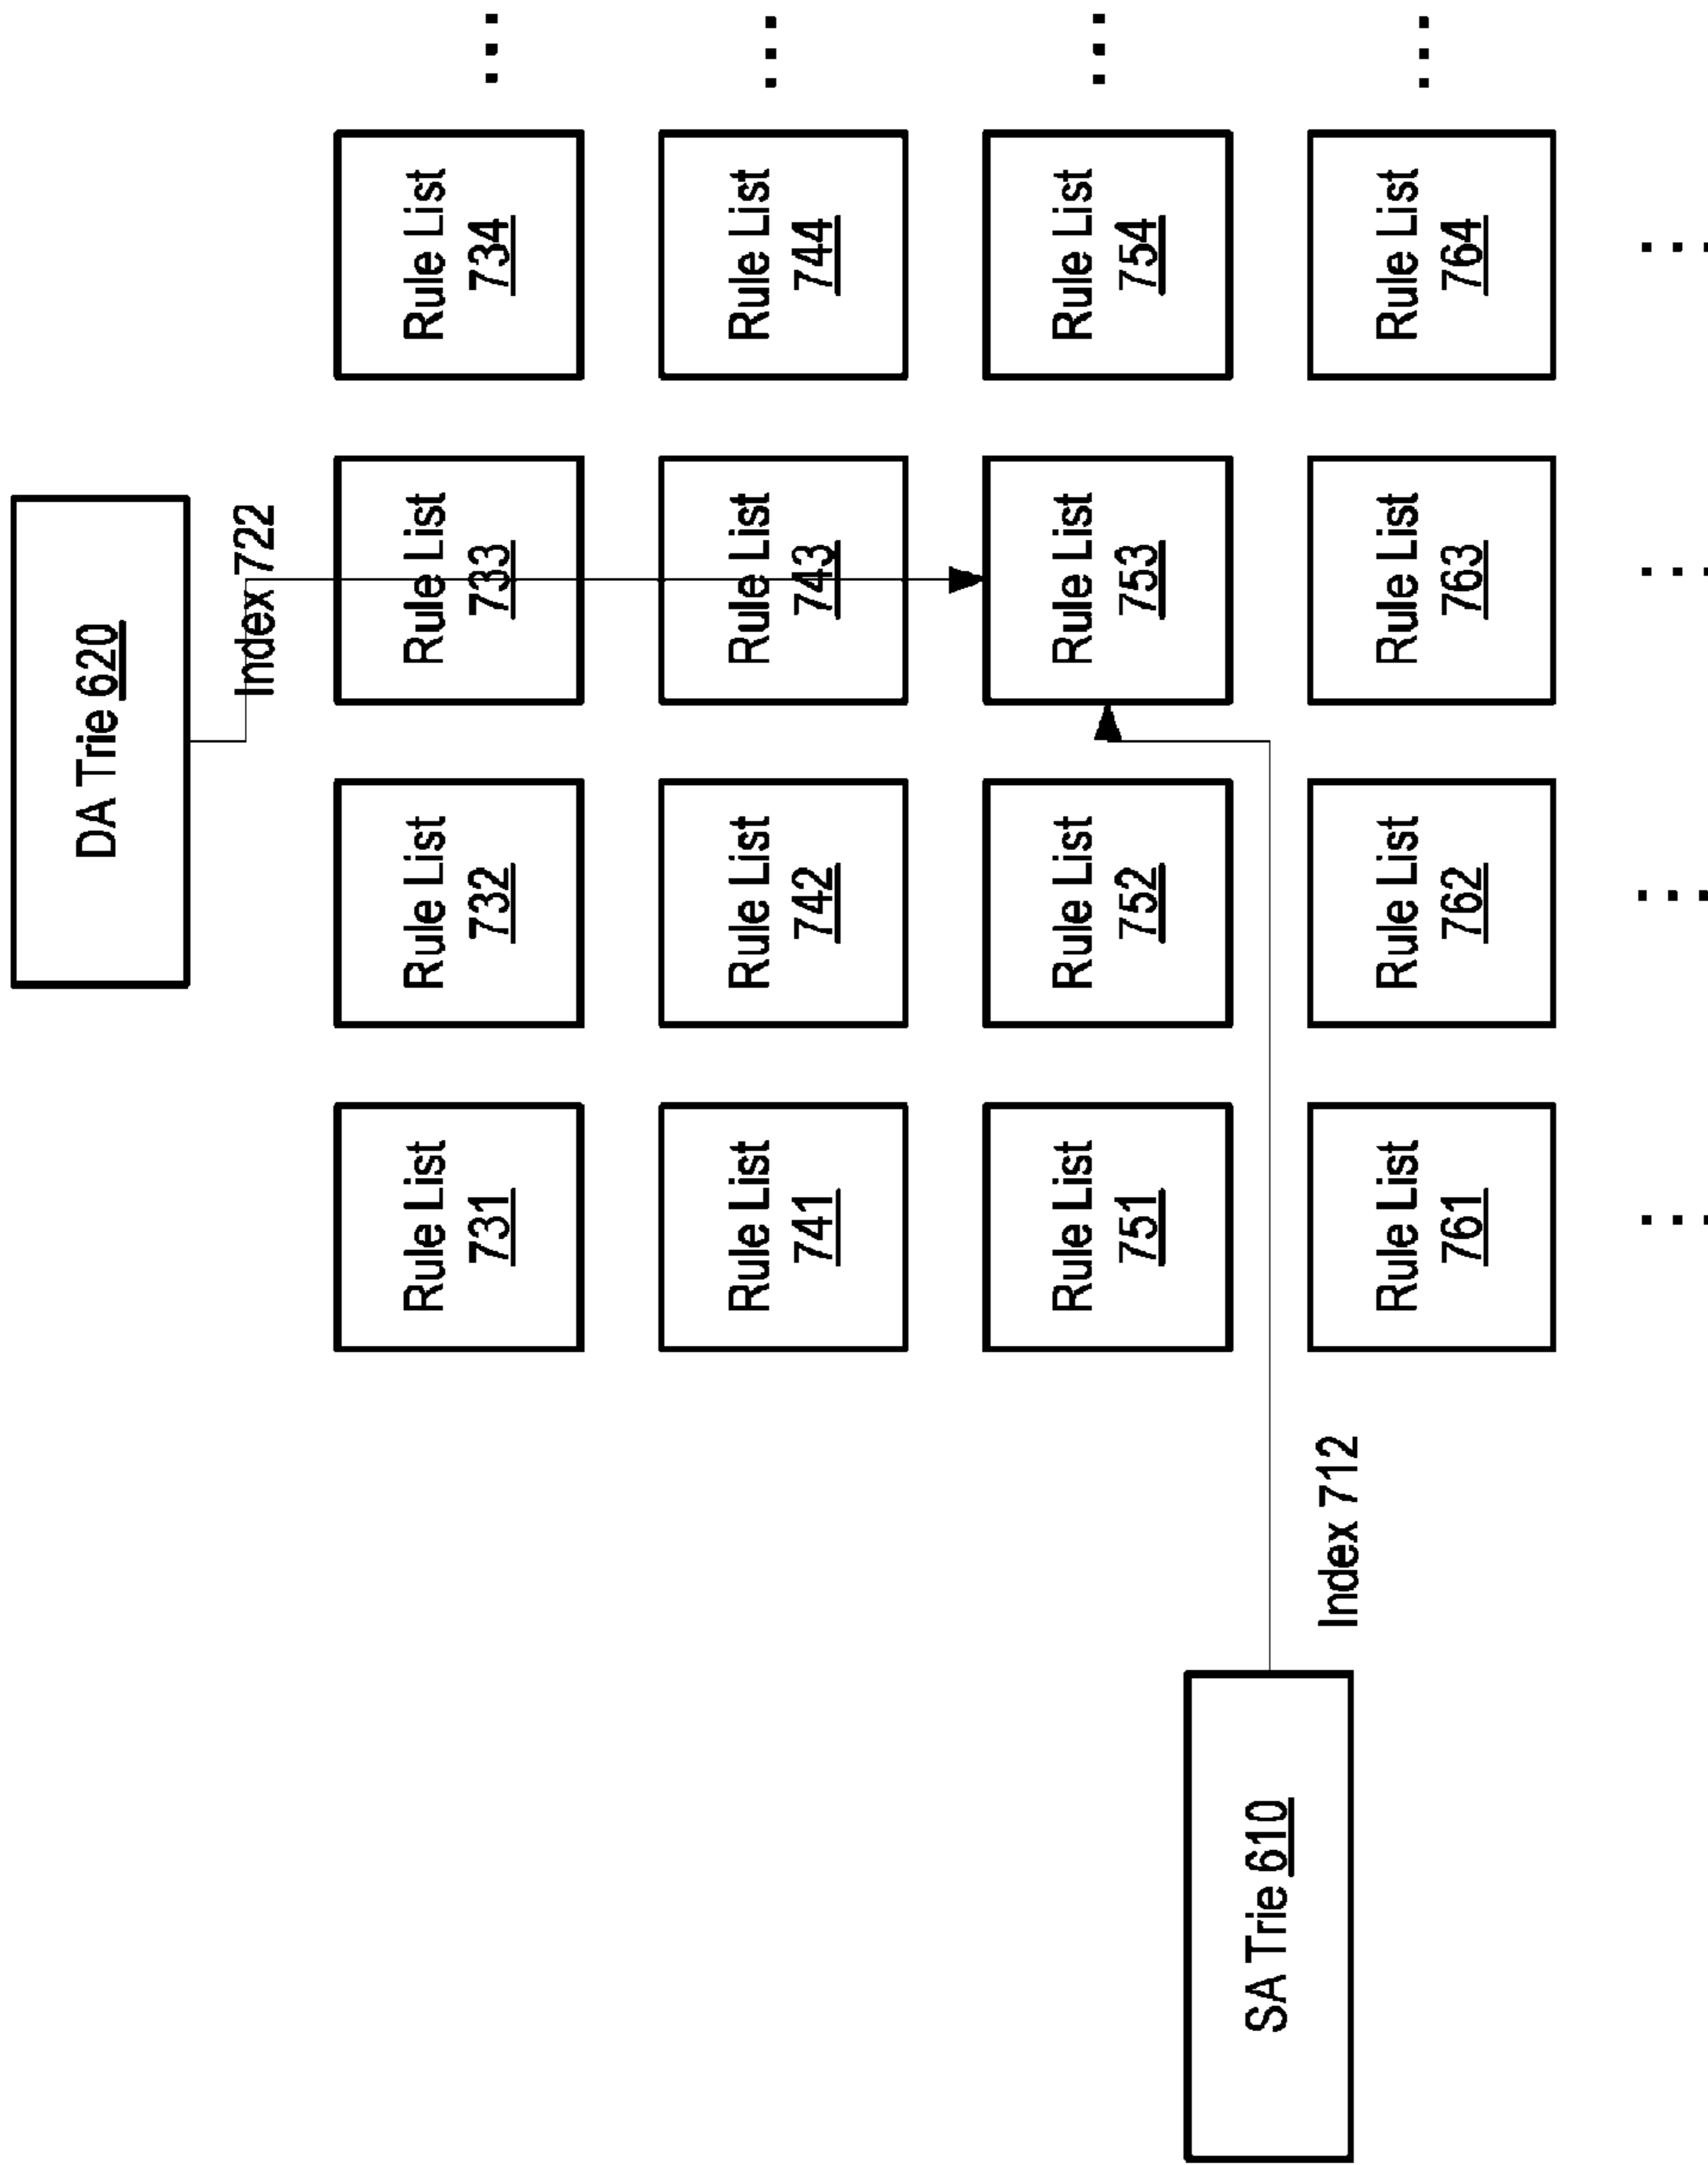 DA Trie 620
Index 722
Rule List
731
Rule List
732
Rule List
733
Rule List
734
Rule List
741
Rule List
742
Rule List
743
Rule List
744
Rule List
751
Rule List
752
Rule List
753
Rule List
754
SA Trie 610
Index 712
Rule List
761
Rule List
762
Rule List
763
Rule List
764